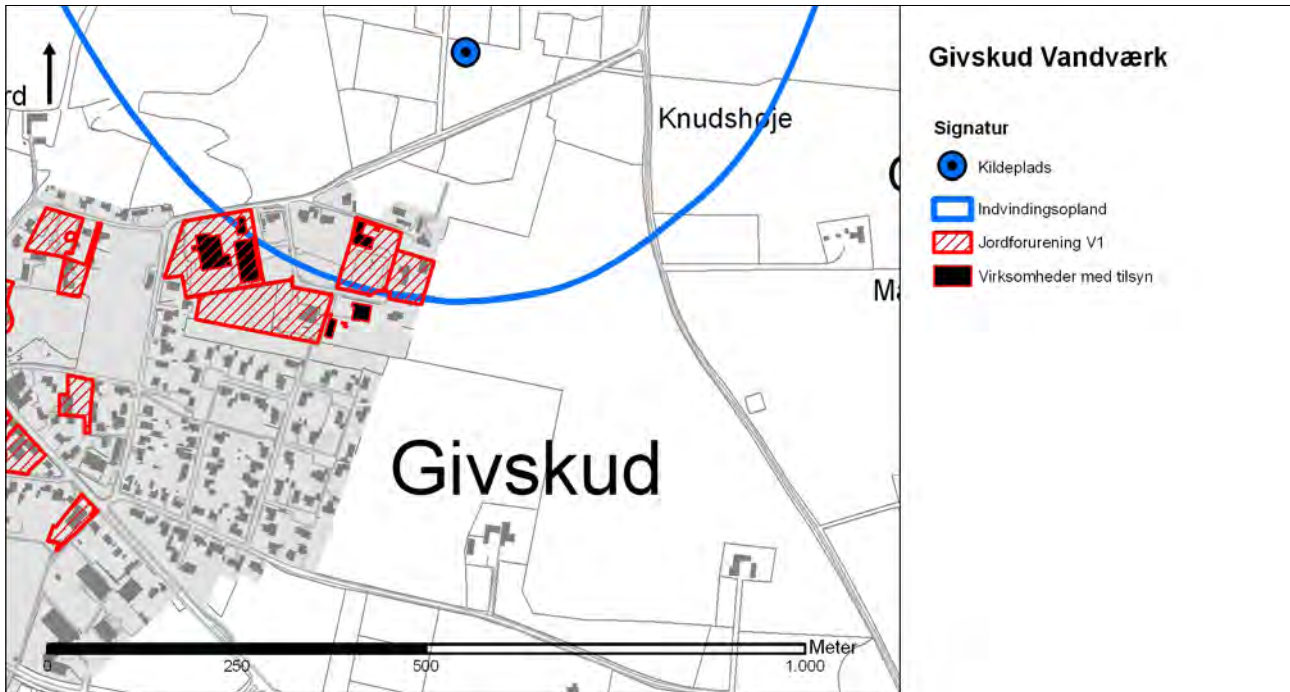 Givskud Vandværk
Signatur
Kildeplads
Indvindingsopland
Jordforurening V1
Virksomheder med tilsyn
rd
Knudshøje
Givskud
Meter
0
250
500
1.000